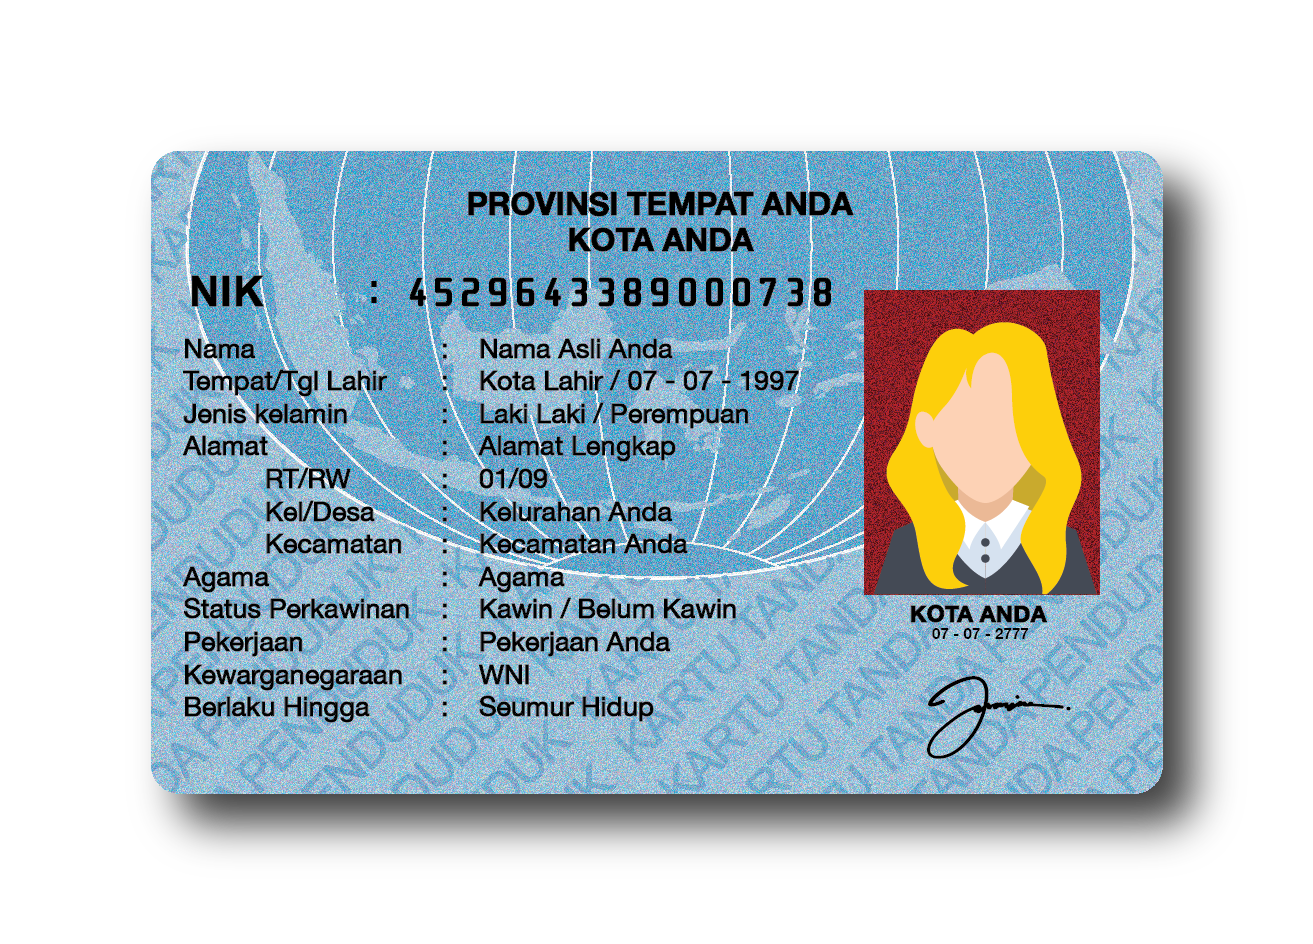 PROVINSI TEMPAT ANDA
KOTA ANDA
NIK : 4529643389000738
Nama : Nama Asli Anda
Tempat/Tgl Lahir : Kota Lahir / 07 - 07 - 1997
Jenis kelamin : Laki Laki / Perempuan
Alamat : Alamat Lengkap
RT/RW : 01/09
Kel/Desa : Kelurahan Anda
Kecamatan : Kecamatan Anda
Agama : Agama
Status Perkawinan : Kawin / Belum Kawin
Pekerjaan : Pekerjaan Anda
Kewarganegaraan : WNI
Berlaku Hingga : Seumur Hidup
KOTA ANDA
07 - 07 - 2777
KARTU TANDA PENDUDUK